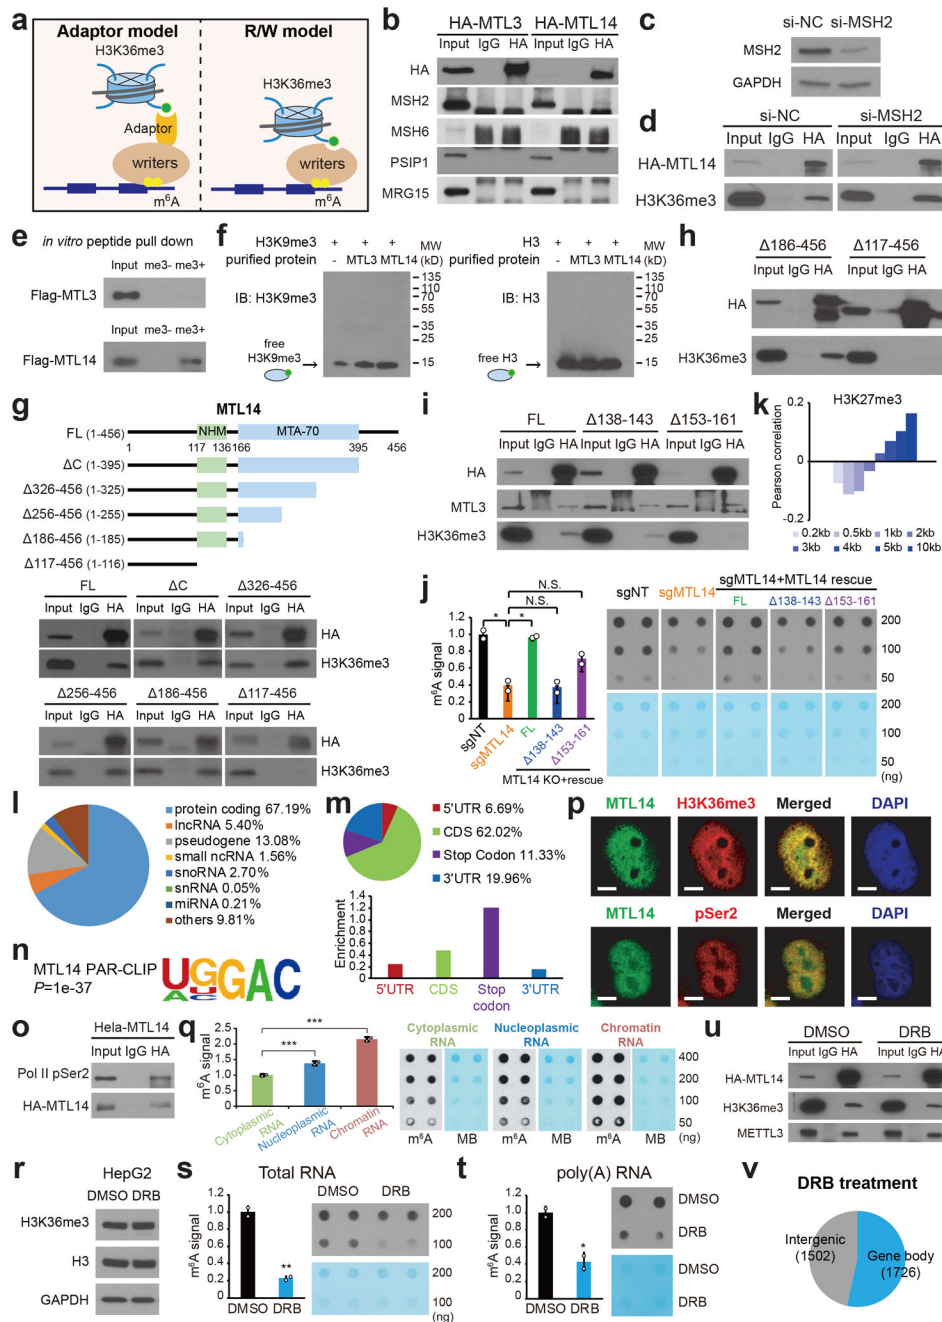 a
Adaptor model
R/W model
H3K36me3
H3K36me3
Adaptor
writers
writers
m⁶A
m⁶A
b
HA-MTL3 HA-MTL14
Input IgG HA Input IgG HA
HA
MSH2
MSH6
PSIP1
MRG15
c
si-NC si-MSH2
MSH2
GAPDH
d
si-NC si-MSH2
Input IgG HA Input IgG HA
HA-MTL14
H3K36me3
e
in vitro peptide pull down
Input me3- me3+
Flag-MTL3
Input me3- me3+
Flag-MTL14
f
H3K9me3 + + + MW
purified protein - MTL3 MTL14 (kD)
135
110
70
55
IB: H3K9me3
35
25
free
H3K9me3
15
H3 + + + MW
purified protein - MTL3 MTL14 (kD)
135
110
70
55
IB: H3
35
25
free H3
15
h
Δ186-456 Δ117-456
Input IgG HA Input IgG HA
HA
H3K36me3
g
MTL14
FL (1-456) NHM MTA-70
1 117 136 166 395 456
ΔC (1-395)
Δ326-456 (1-325)
Δ256-456 (1-255)
Δ186-456 (1-185)
Δ117-456 (1-116)
FL ΔC Δ326-456
Input IgG HA Input IgG HA Input IgG HA
HA
H3K36me3
Δ256-456 Δ186-456 Δ117-456
Input IgG HA Input IgG HA Input IgG HA
HA
H3K36me3
i
FL Δ138-143 Δ153-161
Input IgG HA Input IgG HA Input IgG HA
HA
MTL3
H3K36me3
k
H3K27me3
Pearson correlation
0.2
0
-0.2
0.2kb 0.5kb 1kb 2kb
3kb 4kb 5kb 10kb
j
N.S.
N.S.
* *
m⁶A signal
1.2
1.0
0.8
0.6
0.4
0.2
0
sgNT
sgMTL14
FL
Δ138-143
Δ153-161
MTL14 KO+rescue
sgMTL14+MTL14 rescue
sgNT sgMTL14 FL Δ138-143 Δ153-161
200
100
50
200
100
50
(ng)
l
protein coding 67.19%
lncRNA 5.40%
pseudogene 13.08%
small ncRNA 1.56%
snoRNA 2.70%
snRNA 0.05%
miRNA 0.21%
others 9.81%
m
5'UTR 6.69%
CDS 62.02%
Stop Codon 11.33%
3'UTR 19.96%
Enrichment
1.4
1.2
1.0
0.8
0.6
0.4
0.2
0.0
5'UTR CDS Stop codon 3'UTR
n
MTL14 PAR-CLIP
P=1e-37
UGGAC
A
p
MTL14 H3K36me3 Merged DAPI
MTL14 pSer2 Merged DAPI
o
Hela-MTL14
Input IgG HA
Pol II pSer2
HA-MTL14
q
***
***
m⁶A signal
2.5
2.0
1.5
1.0
0.5
0
Cytoplasmic RNA
Nucleoplasmic RNA
Chromatin RNA
Cytoplasmic RNA
Nucleoplasmic RNA
Chromatin RNA
400
200
100
50
m⁶A MB m⁶A MB m⁶A MB (ng)
u
DMSO DRB
Input IgG HA Input IgG HA
HA-MTL14
H3K36me3
METTL3
r
HepG2
DMSO DRB
H3K36me3
H3
GAPDH
s
Total RNA
m⁶A signal
1.2
1.0
0.8
0.6
0.4
0.2
0
**
DMSO DRB
DMSO DRB
200
100
200
100
(ng)
t
poly(A) RNA
m⁶A signal
1.2
1.0
0.8
0.6
0.4
0.2
0
*
DMSO DRB
DMSO
DRB
DMSO
DRB
v
DRB treatment
Intergenic
(1502)
Gene body
(1726)